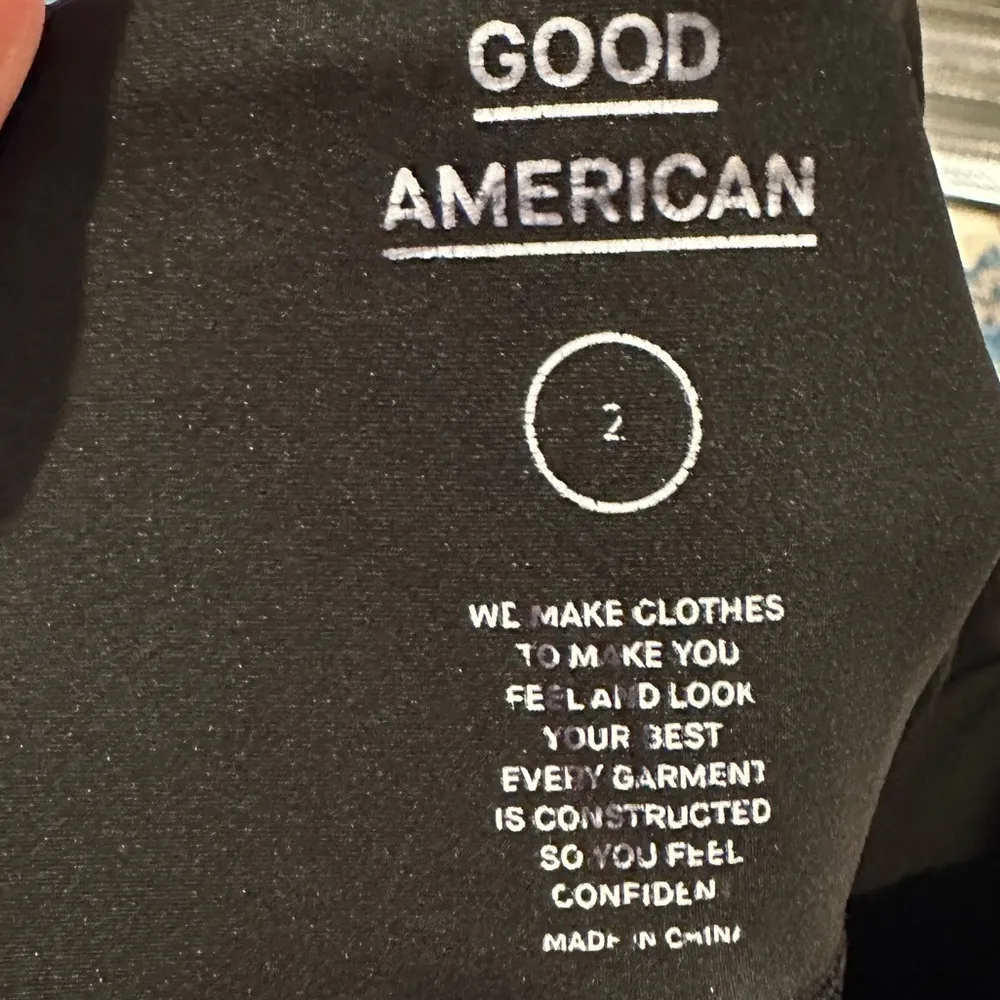 GOOD
AMERICAN
2
WE MAKE CLOTHES
TO MAKE YOU
FEEL AND LOOK
YOUR BEST
EVERY GARMENT
IS CONSTRUCTED
SO YOU FEEL
CONFIDEN
MADE IN CHINA